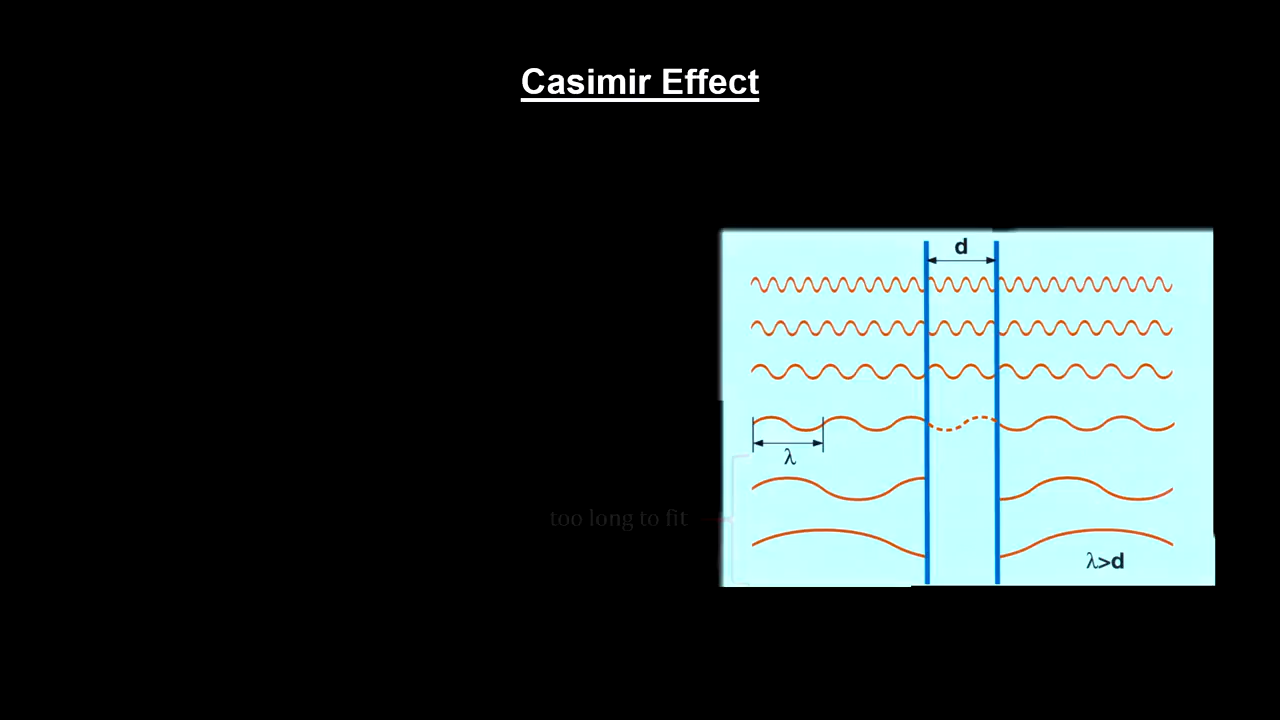 Casimir Effect
d
λ
too long to fit
λ>d